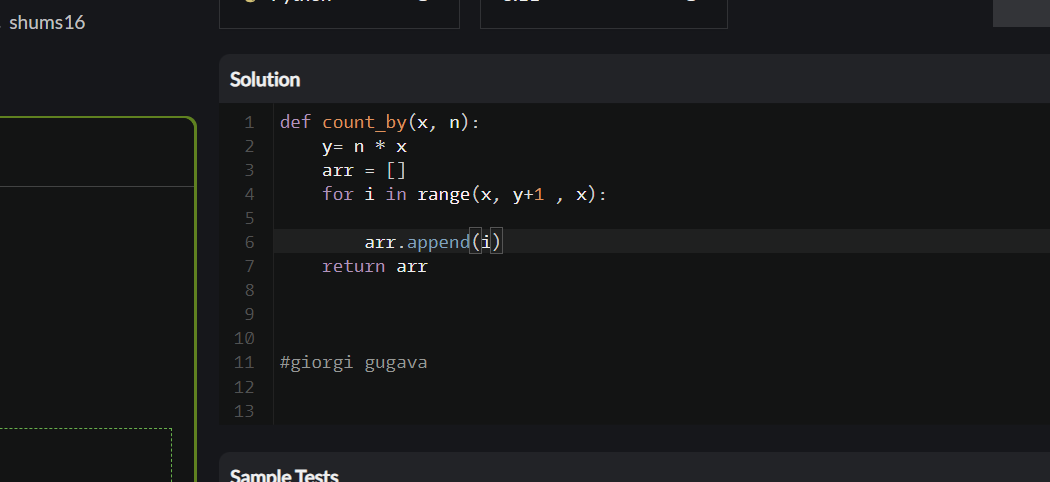 shums16
Solution
1 def count_by(x, n):
2 y= n * x
3 arr = []
4 for i in range(x, y+1 , x):
5
6 arr.append(i)
7 return arr
8
9
10
11 #giorgi gugava
12
13
Sample Tests